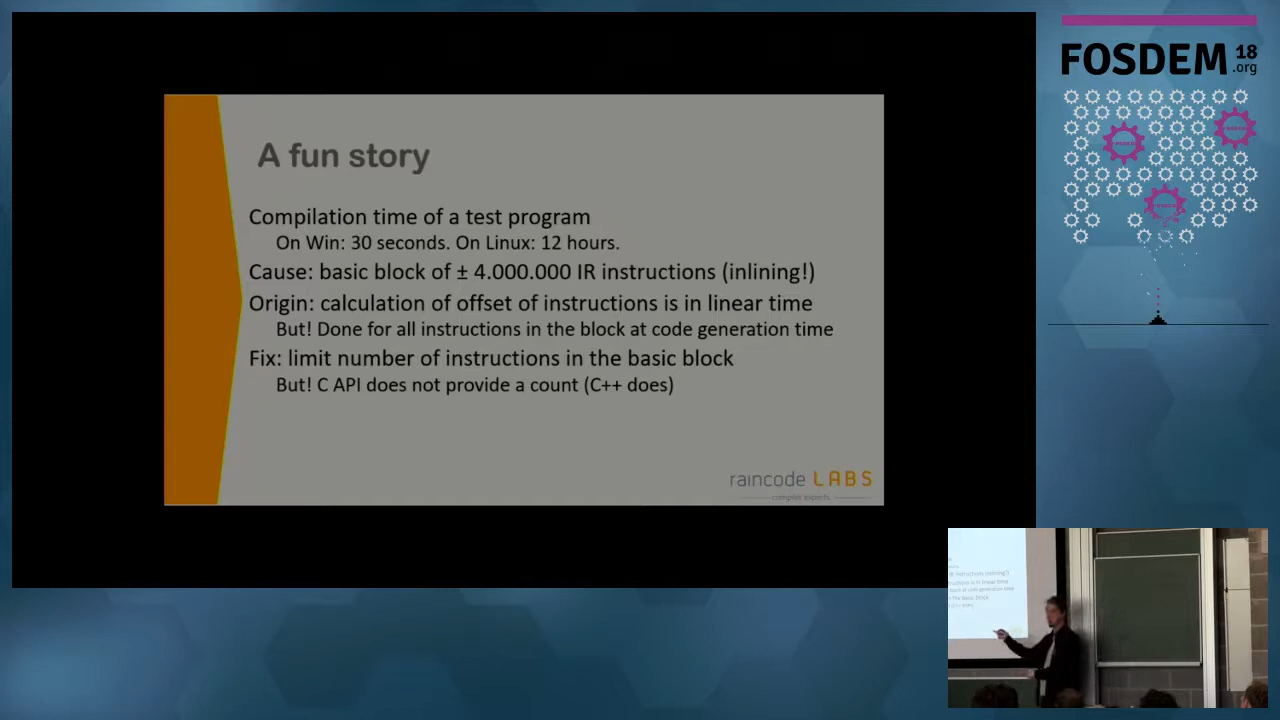 A fun story
Compilation time of a test program
On Win: 30 seconds. On Linux: 12 hours.
Cause: basic block of ± 4.000.000 IR instructions (inlining!)
Origin: calculation of offset of instructions is in linear time
But! Done for all instructions in the block at code generation time
Fix: limit number of instructions in the basic block
But! C API does not provide a count (C++ does)
raincode LABS
compiler experts
FOSDEM 18
.org